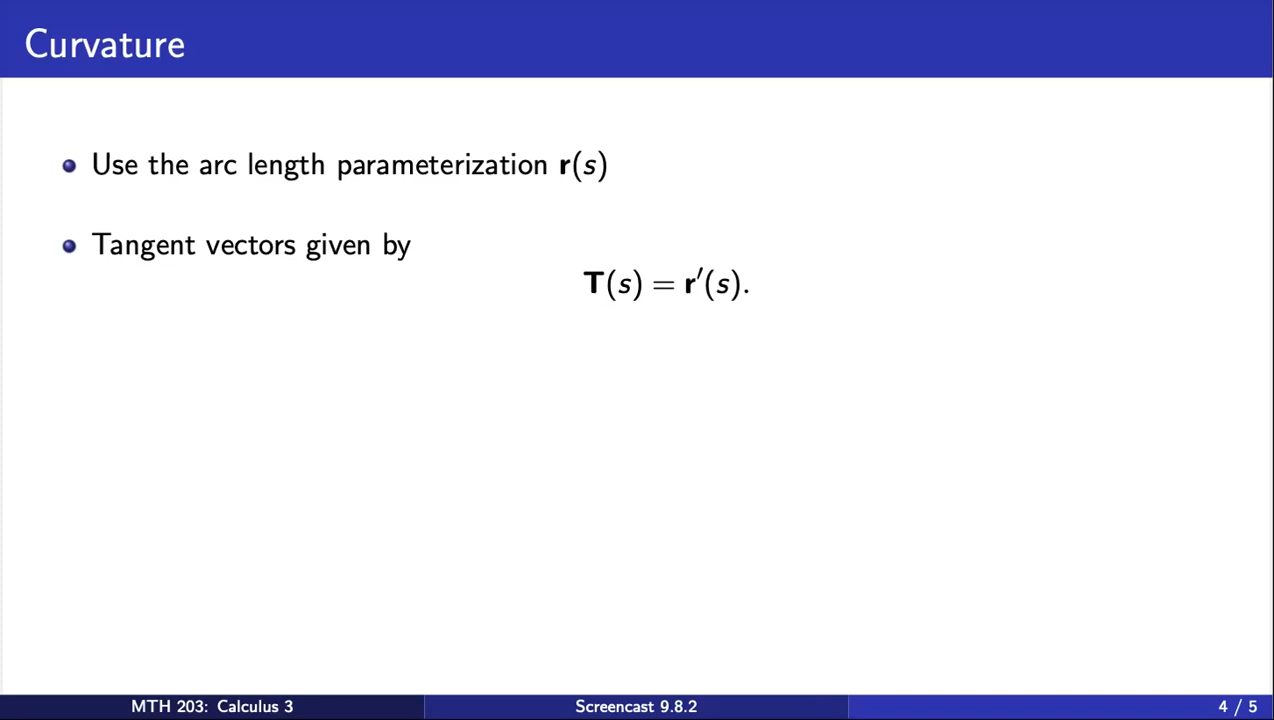 Curvature
Use the arc length parameterization r(s)
Tangent vectors given by
T(s) = r′(s).
MTH 203: Calculus 3 Screencast 9.8.2 4 / 5